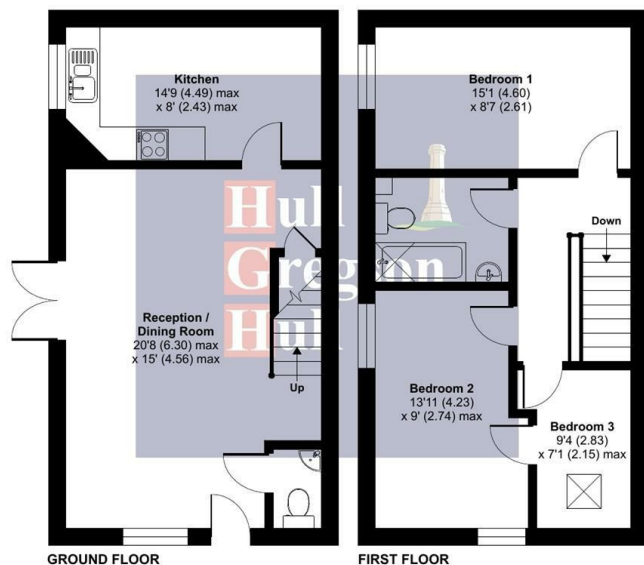 Kitchen
14'9 (4.49) max
x 8' (2.43) max
Bedroom 1
15'1 (4.60)
x 8'7 (2.61)
Hull
Gregson
Hull
Down
Reception /
Dining Room
20'8 (6.30) max
x 15' (4.56) max
Up
Bedroom 2
13'11 (4.23)
x 9' (2.74) max
Bedroom 3
9'4 (2.83)
x 7'1 (2.15) max
GROUND FLOOR
FIRST FLOOR